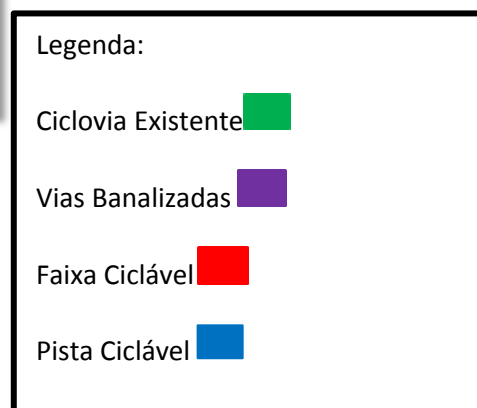 Legenda:
Ciclovia Existente
Vias Banalizadas
Faixa Ciclável
Pista Ciclável